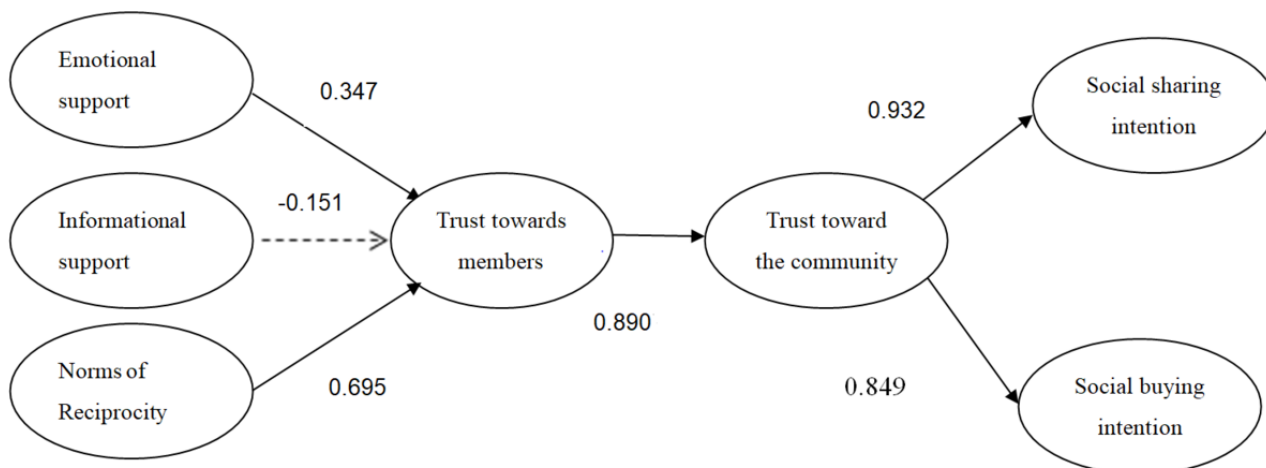 Emotional
support
0.347
Informational
support
-0.151
Norms of
Reciprocity
0.695
Trust towards
members
0.890
Trust toward
the community
0.932
Social sharing
intention
0.849
Social buying
intention